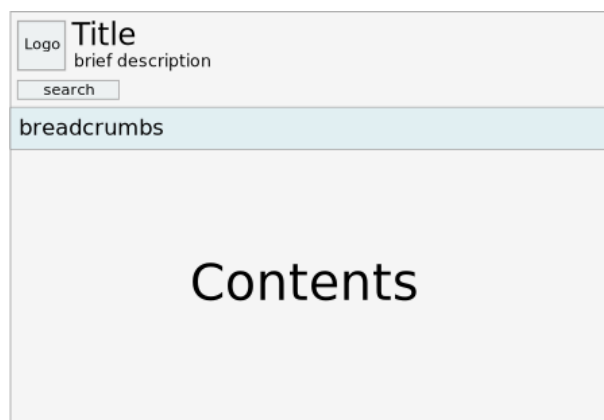 Logo
Title
brief description
search
breadcrumbs
Contents